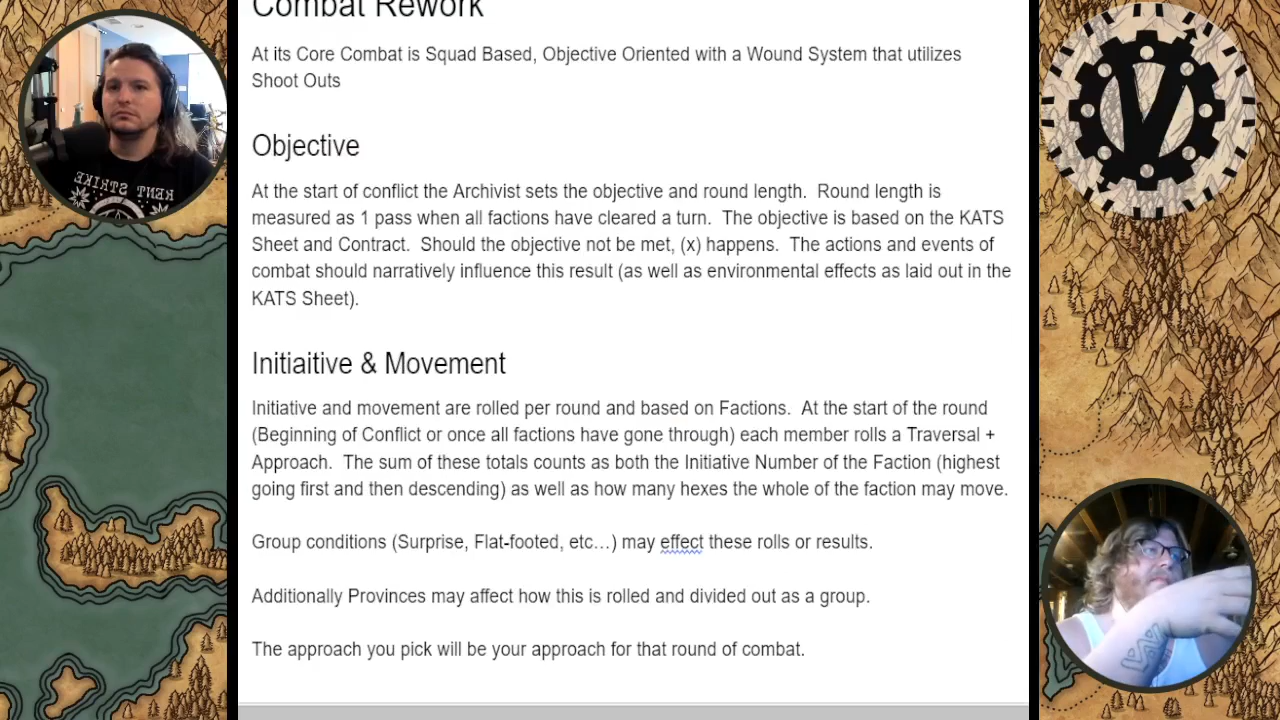 Combat Rework
At its Core Combat is Squad Based, Objective Oriented with a Wound System that utilizes
Shoot Outs
Objective
At the start of conflict the Archivist sets the objective and round length. Round length is
measured as 1 pass when all factions have cleared a turn. The objective is based on the KATS
Sheet and Contract. Should the objective not be met, (x) happens. The actions and events of
combat should narratively influence this result (as well as environmental effects as laid out in the
KATS Sheet).
Initiaitive & Movement
Initiative and movement are rolled per round and based on Factions. At the start of the round
(Beginning of Conflict or once all factions have gone through) each member rolls a Traversal +
Approach. The sum of these totals counts as both the Initiative Number of the Faction (highest
going first and then descending) as well as how many hexes the whole of the faction may move.
Group conditions (Surprise, Flat-footed, etc...) may effect these rolls or results.
Additionally Provinces may affect how this is rolled and divided out as a group.
The approach you pick will be your approach for that round of combat.
KENT STRIKE
V